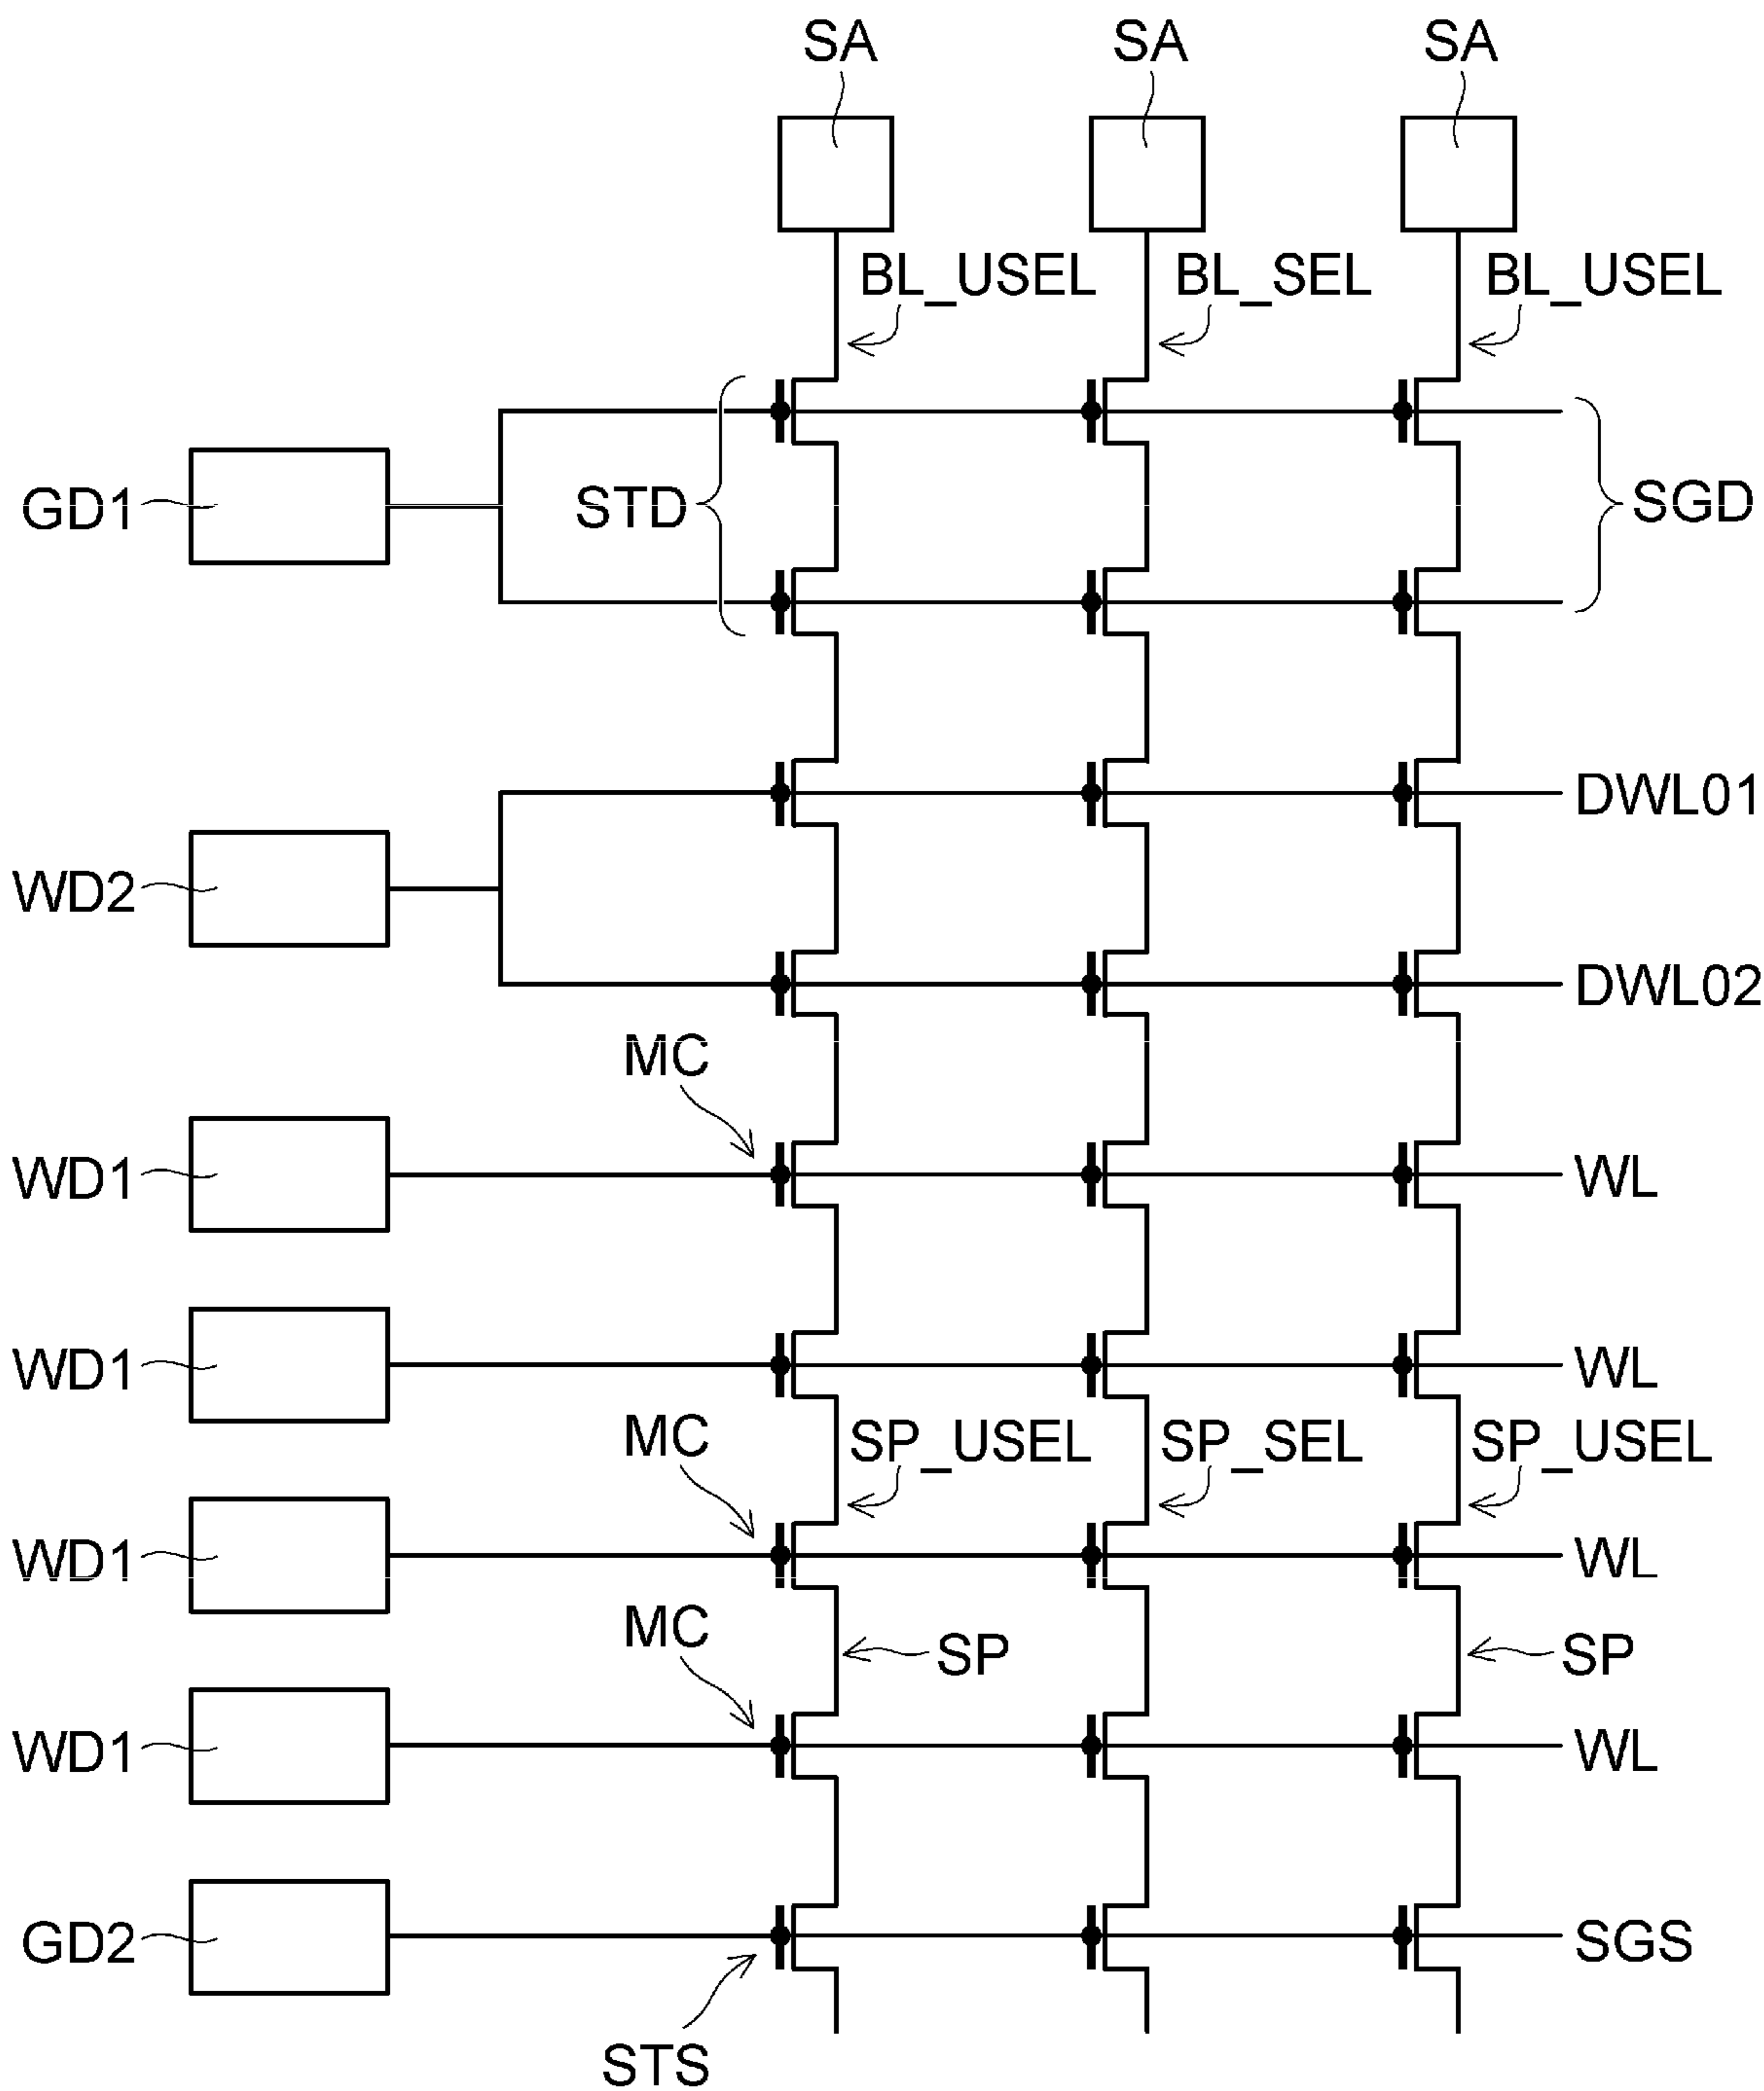 SA SA SA
BL_USEL BL_SEL BL_USEL
GD1 STD SGD
DWL01
WD2
DWL02
MC
WD1 WL
WD1 WL
MC SP_USEL SP_SEL SP_USEL
WD1 WL
MC SP SP
WD1 WL
GD2 SGS
STS